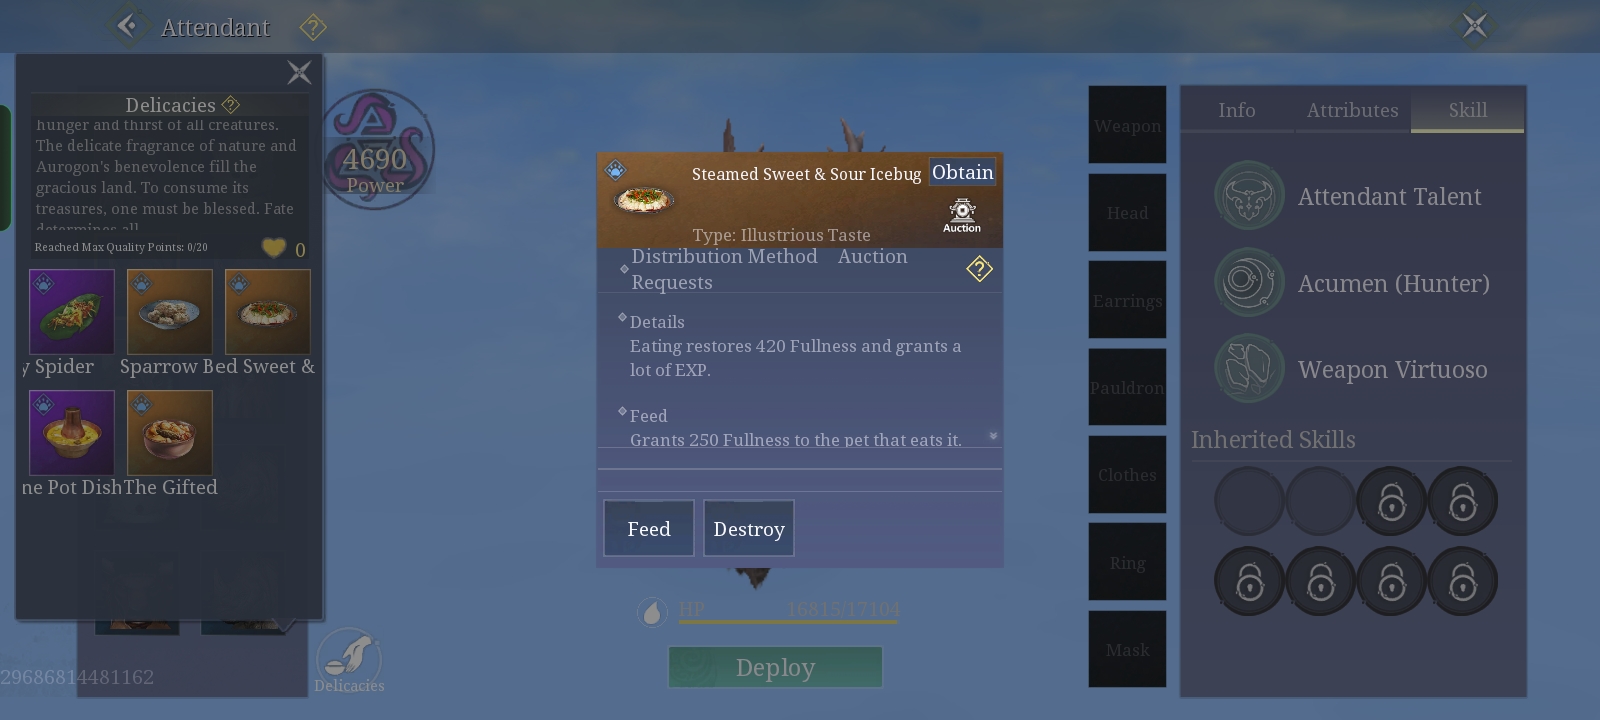 Attendant
Delicacies
hunger and thirst of all creatures.
The delicate fragrance of nature and
Aurogon's benevolence fill the
gracious land. To consume its
treasures, one must be blessed. Fate
determines all
Reached Max Quality Points: 0/20
0
y Spider
Sparrow B
ed Sweet &
ne Pot Dish
The Gifted
4690
Power
Steamed Sweet & Sour Icebug
Obtain
Auction
Type: Illustrious Taste
Distribution Method Auction
Requests
Details
Eating restores 420 Fullness and grants a
lot of EXP.
Feed
Grants 250 Fullness to the pet that eats it.
Feed
Destroy
HP 16815/17104
Deploy
Delicacies
29686814481162
Weapon
Head
Earrings
Pauldron
Clothes
Ring
Mask
Info
Attributes
Skill
Attendant Talent
Acumen (Hunter)
Weapon Virtuoso
Inherited Skills